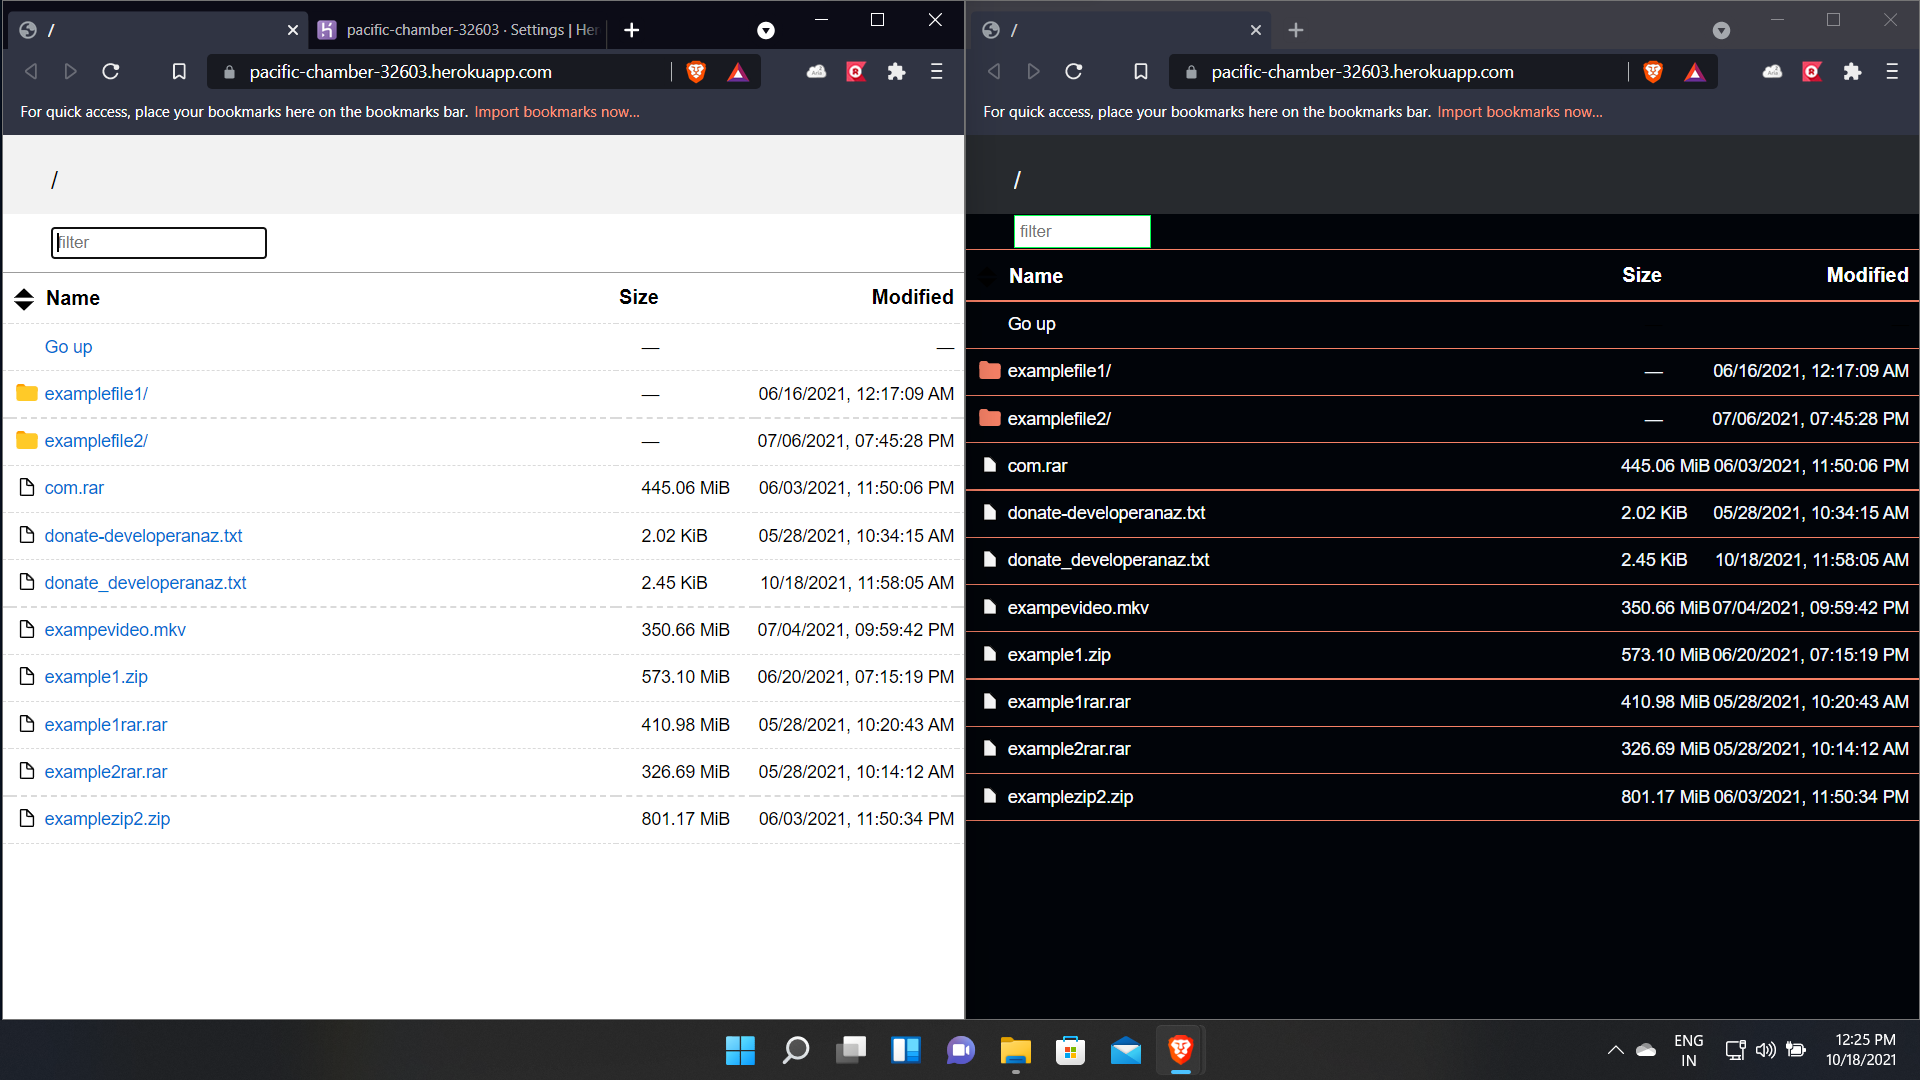 /
pacific-chamber-32603 · Settings | Her
pacific-chamber-32603.herokuapp.com
For quick access, place your bookmarks here on the bookmarks bar. Import bookmarks now...
/
filter
Name Size Modified
Go up — —
examplefile1/ — 06/16/2021, 12:17:09 AM
examplefile2/ — 07/06/2021, 07:45:28 PM
com.rar 445.06 MiB 06/03/2021, 11:50:06 PM
donate-developeranaz.txt 2.02 KiB 05/28/2021, 10:34:15 AM
donate_developeranaz.txt 2.45 KiB 10/18/2021, 11:58:05 AM
exampevideo.mkv 350.66 MiB 07/04/2021, 09:59:42 PM
example1.zip 573.10 MiB 06/20/2021, 07:15:19 PM
example1rar.rar 410.98 MiB 05/28/2021, 10:20:43 AM
example2rar.rar 326.69 MiB 05/28/2021, 10:14:12 AM
examplezip2.zip 801.17 MiB 06/03/2021, 11:50:34 PM
/
pacific-chamber-32603.herokuapp.com
For quick access, place your bookmarks here on the bookmarks bar. Import bookmarks now...
/
filter
Name Size Modified
Go up
examplefile1/ — 06/16/2021, 12:17:09 AM
examplefile2/ — 07/06/2021, 07:45:28 PM
com.rar 445.06 MiB 06/03/2021, 11:50:06 PM
donate-developeranaz.txt 2.02 KiB 05/28/2021, 10:34:15 AM
donate_developeranaz.txt 2.45 KiB 10/18/2021, 11:58:05 AM
exampevideo.mkv 350.66 MiB 07/04/2021, 09:59:42 PM
example1.zip 573.10 MiB 06/20/2021, 07:15:19 PM
example1rar.rar 410.98 MiB 05/28/2021, 10:20:43 AM
example2rar.rar 326.69 MiB 05/28/2021, 10:14:12 AM
examplezip2.zip 801.17 MiB 06/03/2021, 11:50:34 PM
ENG
IN
12:25 PM
10/18/2021